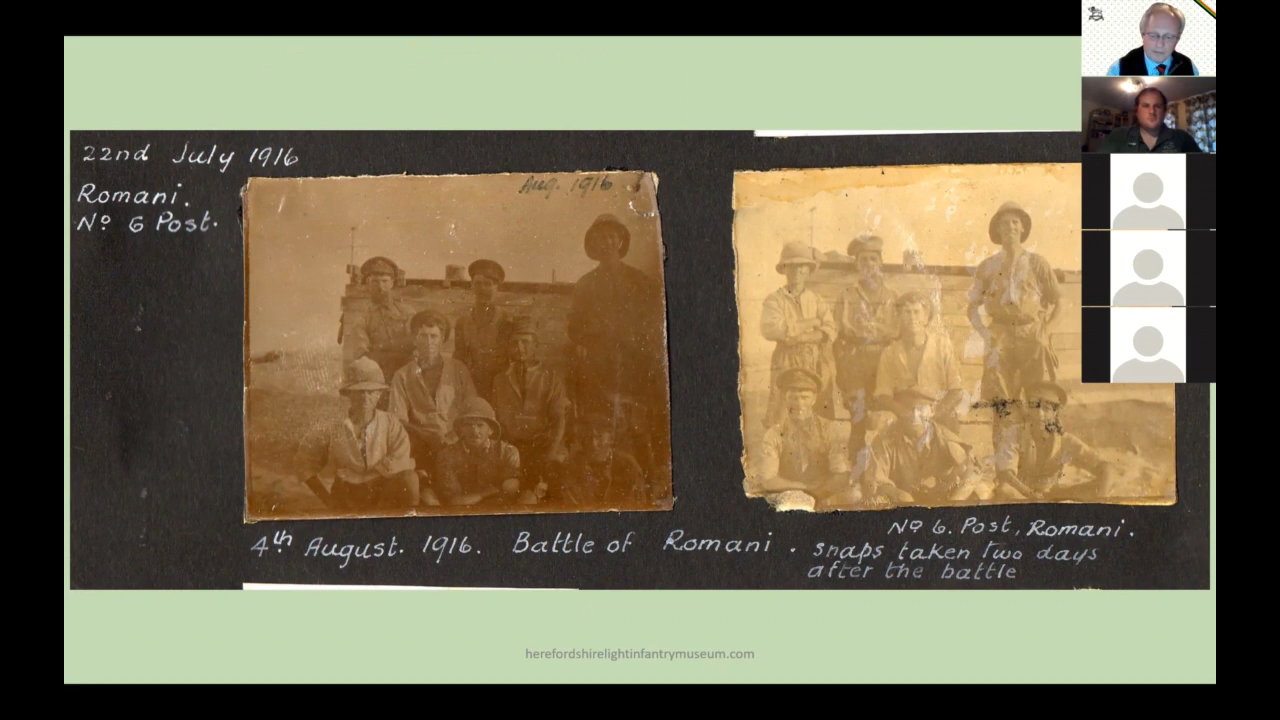 22nd July 1916
Romani.
Nº 6 Post.
Aug. 1916
4th August. 1916. Battle of Romani.
Nº 6. Post, Romani.
snaps taken two days
after the battle
herefordshirelightinfantrymuseum.com